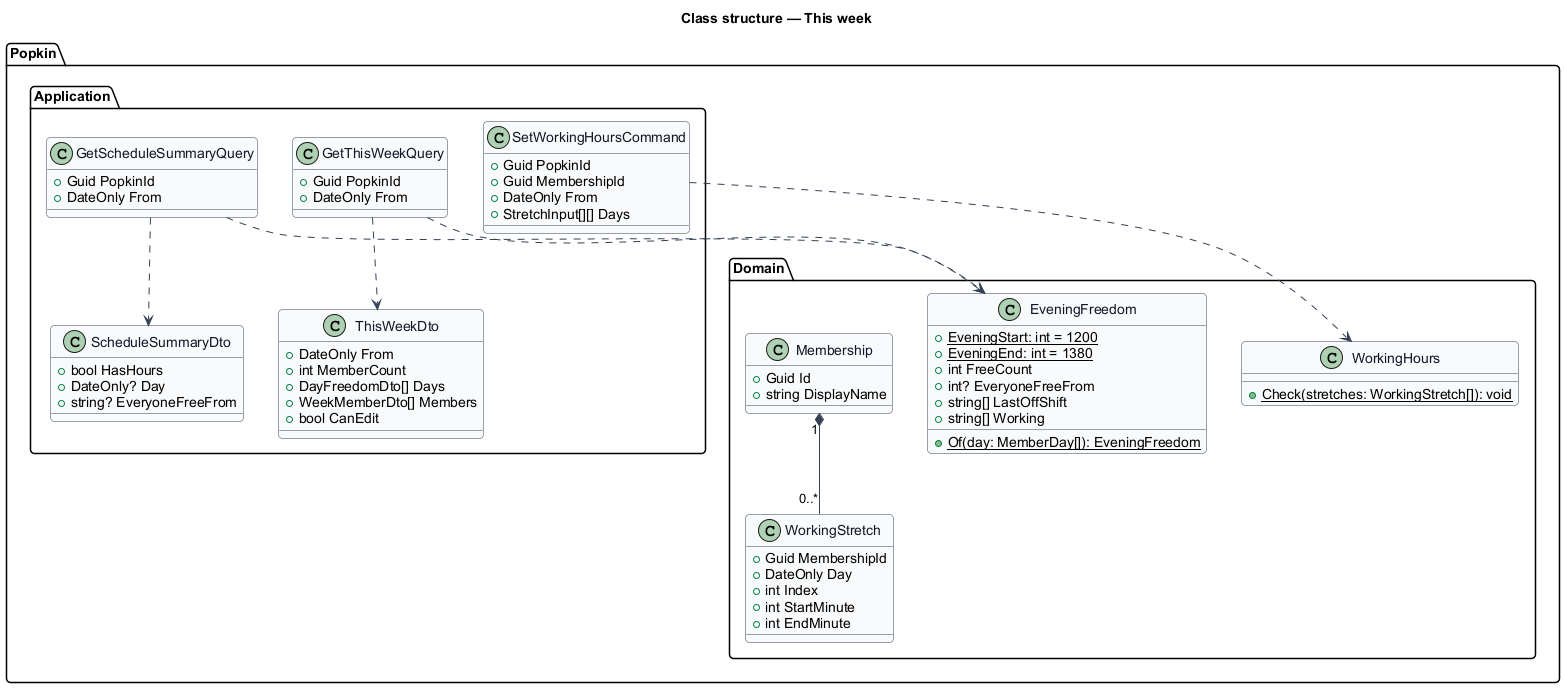 Class structure — This week
Popkin
Application
GetScheduleSummaryQuery
Guid PopkinId
DateOnly From
GetThisWeekQuery
Guid PopkinId
DateOnly From
SetWorkingHoursCommand
Guid PopkinId
Guid MembershipId
DateOnly From
StretchInput[][] Days
ScheduleSummaryDto
bool HasHours
DateOnly? Day
string? EveryoneFreeFrom
ThisWeekDto
DateOnly From
int MemberCount
DayFreedomDto[] Days
WeekMemberDto[] Members
bool CanEdit
Domain
Membership
Guid Id
string DisplayName
1
0..*
WorkingStretch
Guid MembershipId
DateOnly Day
int Index
int StartMinute
int EndMinute
EveningFreedom
EveningStart: int = 1200
EveningEnd: int = 1380
int FreeCount
int? EveryoneFreeFrom
string[] LastOffShift
string[] Working
Of(day: MemberDay[]): EveningFreedom
WorkingHours
Check(stretches: WorkingStretch[]): void